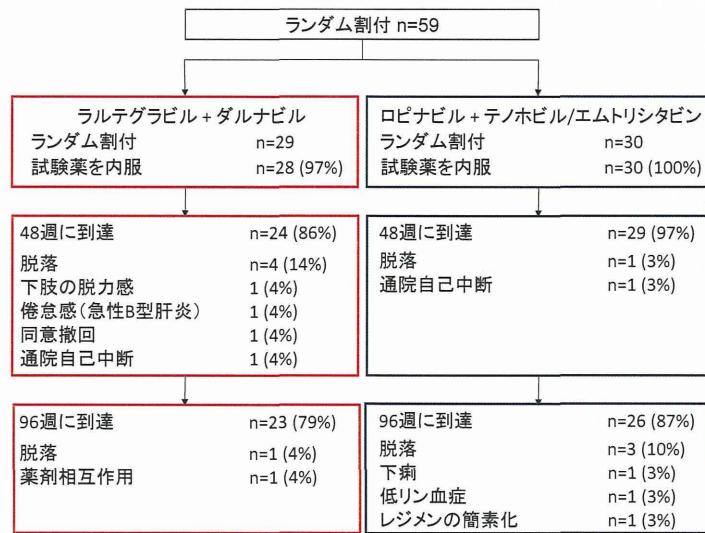 ランダム割付 n=59
ラルテグラビル + ダルナビル
ランダム割付 n=29
試験薬を内服 n=28 (97%)
ロピナビル + テノホビル/エムトリシタビン
ランダム割付 n=30
試験薬を内服 n=30 (100%)
48週に到達 n=24 (86%)
脱落 n=4 (14%)
下肢の脱力感 1 (4%)
倦怠感(急性B型肝炎) 1 (4%)
同意撤回 1 (4%)
通院自己中断 1 (4%)
48週に到達 n=29 (97%)
脱落 n=1 (3%)
通院自己中断 n=1 (3%)
96週に到達 n=23 (79%)
脱落 n=1 (4%)
薬剤相互作用 n=1 (4%)
96週に到達 n=26 (87%)
脱落 n=3 (10%)
下痢 n=1 (3%)
低リン血症 n=1 (3%)
レジメンの簡素化 n=1 (3%)